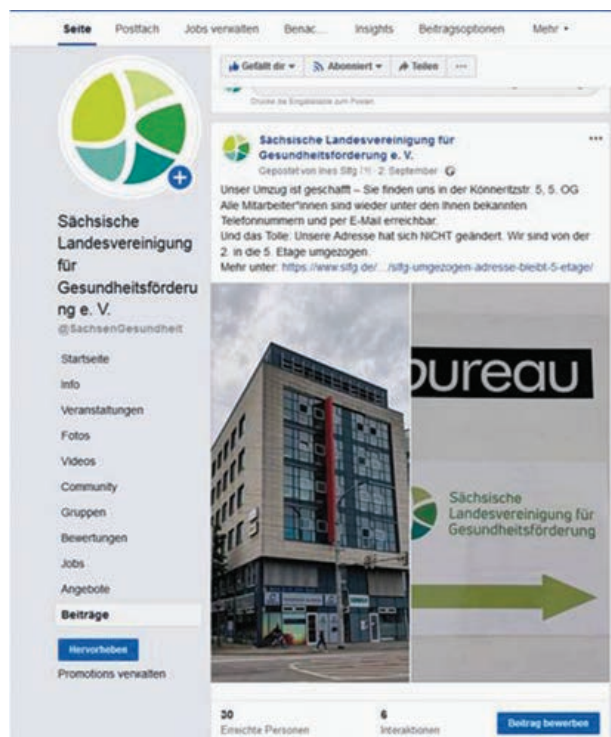 Seite Postfach Jobs verwalten Benac... Insights Beitragsoptionen Mehr
Gefällt dir Abonniert Teilen ...
Sächsische Landesvereinigung für
Gesundheitsförderung e. V.
Gepostet von Ines Slfg 2. September
Unser Umzug ist geschafft – Sie finden uns in der Könneritzstr. 5, 5. OG
Alle Mitarbeiter*innen sind wieder unter den Ihnen bekannten
Telefonnummern und per E-Mail erreichbar.
Und das Tolle: Unsere Adresse hat sich NICHT geändert. Wir sind von der
2. in die 5. Etage umgezogen.
Mehr unter: https://www.slfg.de/.../slfg-umgezogen-adresse-bleibt-5-etage/
Sächsische
Landesvereinigung
für
Gesundheitsförderu
ng e. V.
@SachsenGesundheit
Startseite
Info
Veranstaltungen
Fotos
Videos
Community
Gruppen
Bewertungen
Jobs
Angebote
Beiträge
Hervorheben
Promotions verwalten
bureau
Sächsische
Landesvereinigung für
Gesundheitsförderung
30
Erreichte Personen
6
Interaktionen
Beitrag bewerben